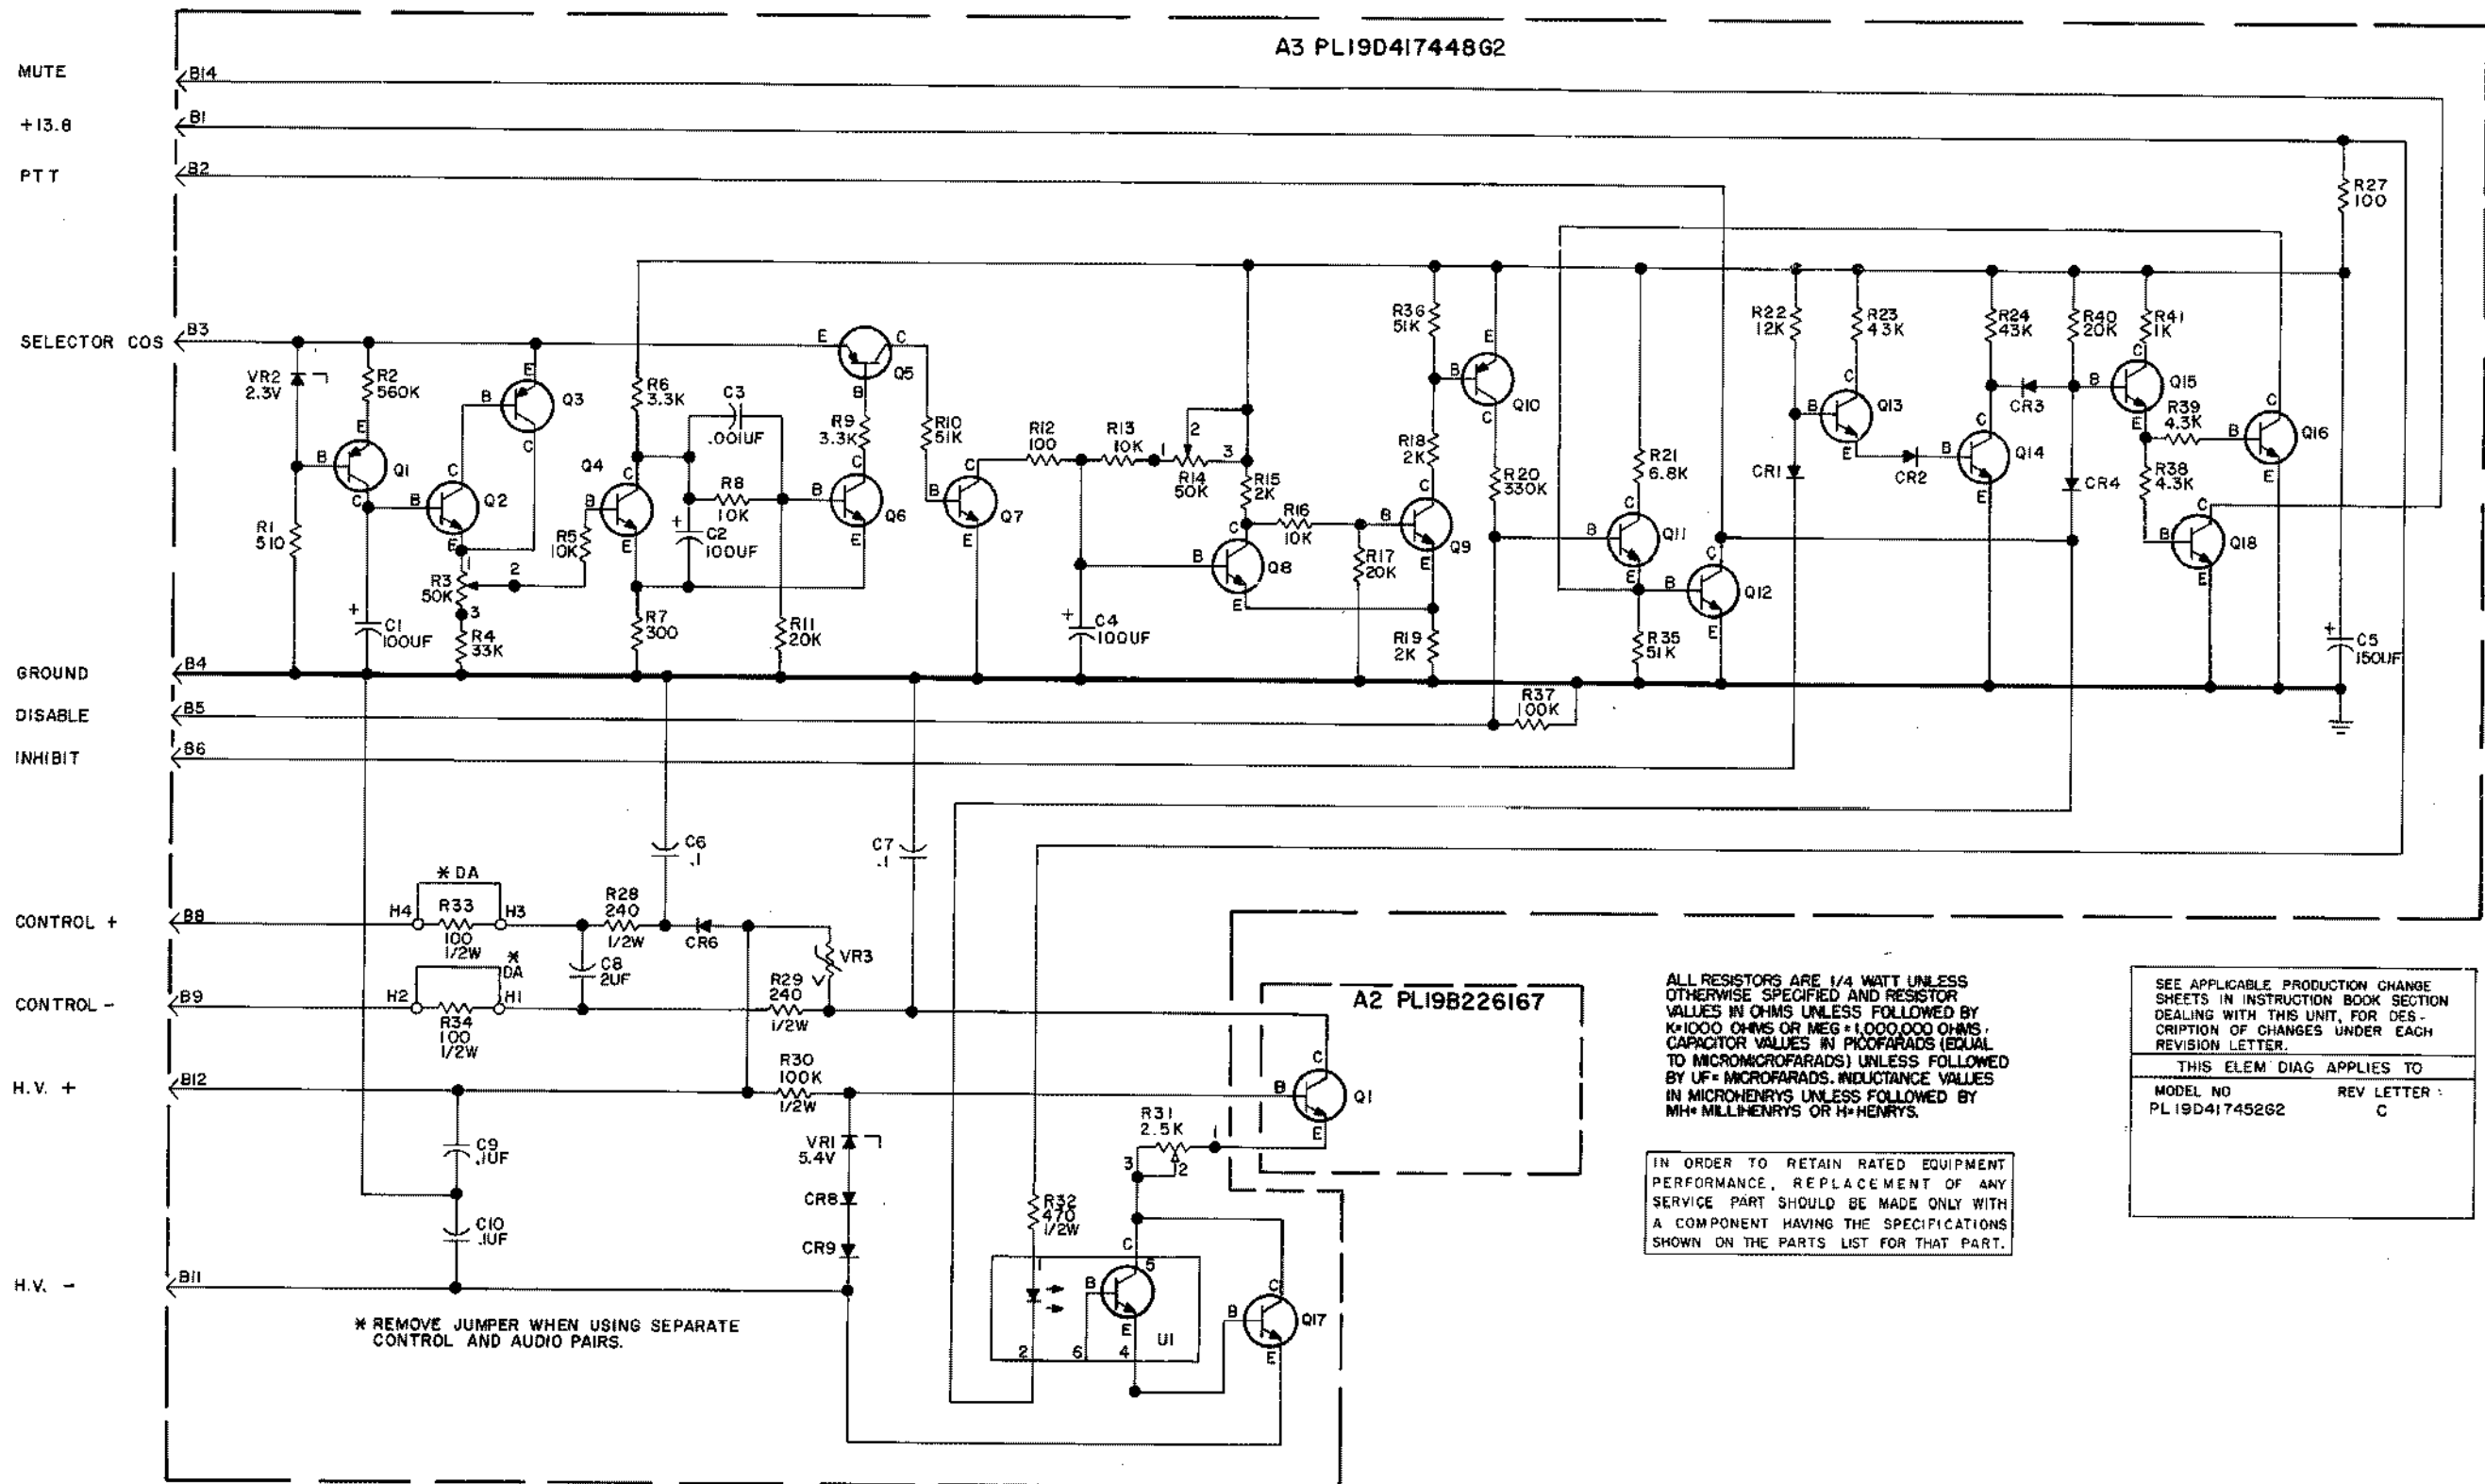 A3 PL19D417448G2
MUTE
B14
+13.8
B1
PTT
B2
R27
100
SELECTOR COS
B3
VR2
2.3V
R2
560K
E
B
Q1
C
R1
510
C1
100UF
B
C
Q2
E
E
B
Q3
C
1
R3
50K
2
3
R4
33K
R5
10K
Q4
B
C
E
R6
3.3K
C3
.001UF
R8
10K
C2
100UF
R7
300
R11
20K
R9
3.3K
B
C
Q6
E
E
C
B
Q5
R10
51K
B
C
Q7
E
R12
100
R13
10K
1
2
3
R14
50K
C4
100UF
R15
2K
R16
10K
B
C
Q8
E
R17
20K
R36
51K
R18
2K
B
C
Q9
E
R19
2K
B
E
Q10
C
R20
330K
R21
6.8K
B
C
Q11
E
R35
51K
B
C
Q12
E
R37
100K
R22
12K
CR1
R23
43K
B
C
Q13
E
CR2
R24
43K
B
C
Q14
E
CR3
R40
20K
CR4
R41
1K
B
C
Q15
E
R39
4.3K
R38
4.3K
B
C
Q16
E
B
C
Q18
E
C5
150UF
GROUND
B4
DISABLE
B5
INHIBIT
B6
C6
.1
C7
.1
* DA
CONTROL +
B8
H4
R33
100
1/2W
H3
R28
240
1/2W
CR6
VR3
* DA
C8
2UF
CONTROL -
B9
H2
R34
100
1/2W
H1
R29
240
1/2W
H.V. +
B12
R30
100K
1/2W
C9
.1UF
C10
.1UF
VR1
5.4V
CR8
CR9
H.V. -
B11
* REMOVE JUMPER WHEN USING SEPARATE
CONTROL AND AUDIO PAIRS.
A2 PL19B226167
B
C
Q1
E
R31
2.5K
1
3
2
R32
470
1/2W
1
C
5
B
E
U1
2
6
4
B
C
Q17
E
ALL RESISTORS ARE 1/4 WATT UNLESS
OTHERWISE SPECIFIED AND RESISTOR
VALUES IN OHMS UNLESS FOLLOWED BY
K=1000 OHMS OR MEG = 1,000,000 OHMS.
CAPACITOR VALUES IN PICOFARADS (EQUAL
TO MICROMICROFARADS) UNLESS FOLLOWED
BY UF= MICROFARADS. INDUCTANCE VALUES
IN MICROHENRYS UNLESS FOLLOWED BY
MH= MILLIHENRYS OR H=HENRYS.
IN ORDER TO RETAIN RATED EQUIPMENT
PERFORMANCE, REPLACEMENT OF ANY
SERVICE PART SHOULD BE MADE ONLY WITH
A COMPONENT HAVING THE SPECIFICATIONS
SHOWN ON THE PARTS LIST FOR THAT PART.
SEE APPLICABLE PRODUCTION CHANGE
SHEETS IN INSTRUCTION BOOK SECTION
DEALING WITH THIS UNIT, FOR DES-
CRIPTION OF CHANGES UNDER EACH
REVISION LETTER.
THIS ELEM DIAG APPLIES TO
MODEL NO REV LETTER
PL19D417452G2 C